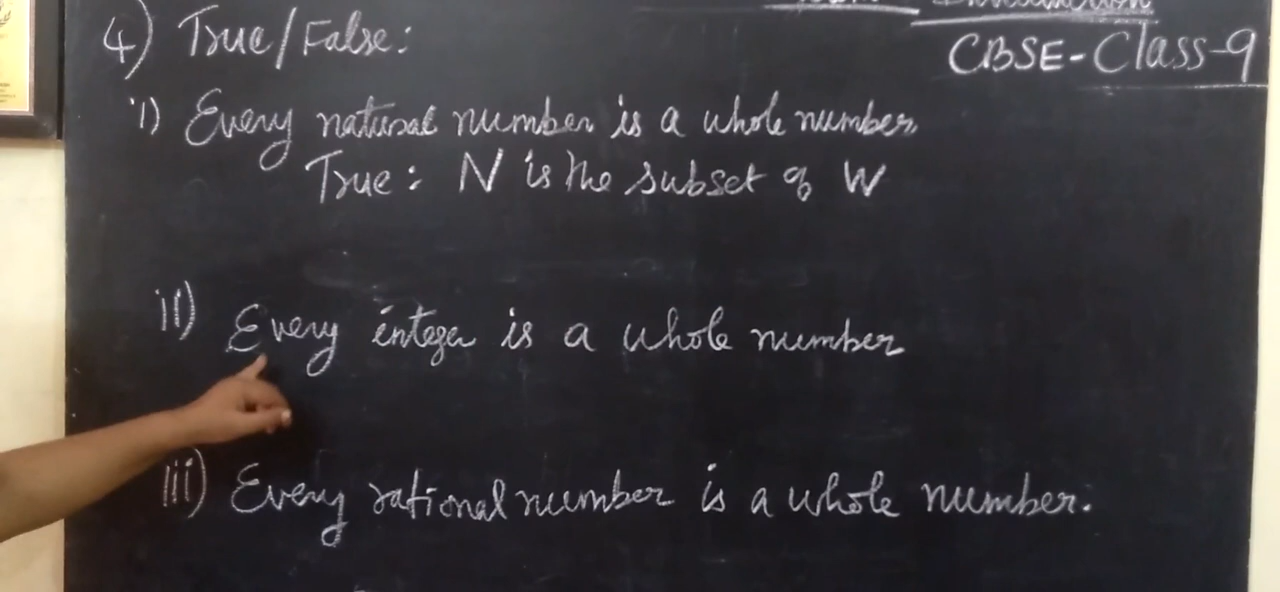 CBSE-Class-9
4) True/False:
i) Every natural number is a whole number
True: N is the subset of W
ii) Every integer is a whole number
iii) Every rational number is a whole number.